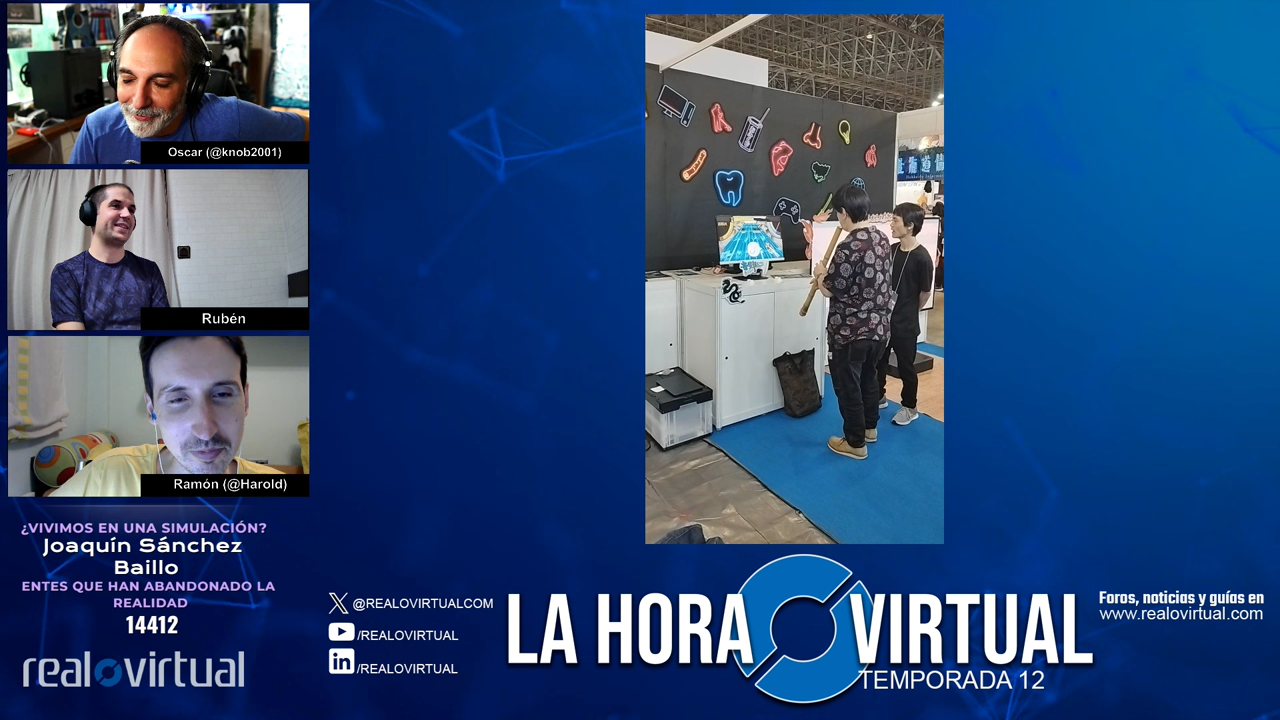 Oscar (@knob2001)
Rubén
Ramón (@Harold)
¿VIVIMOS EN UNA SIMULACIÓN?
Joaquín Sánchez
Baillo
ENTES QUE HAN ABANDONADO LA
REALIDAD
14412
realovirtual
@REALOVIRTUALCOM
/REALOVIRTUAL
/REALOVIRTUAL
LA HORA VIRTUAL
TEMPORADA 12
Foros, noticias y guías en
www.realovirtual.com